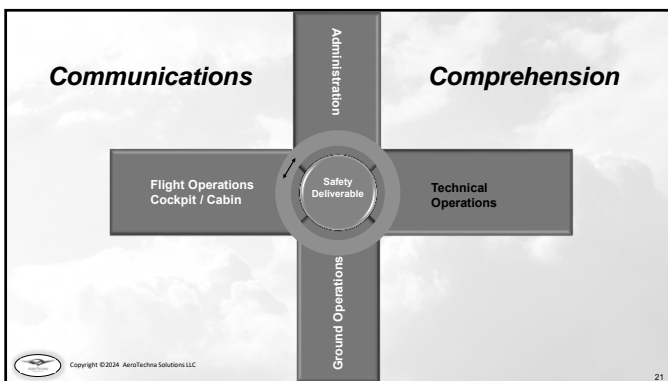 Administration
Communications
Comprehension
Flight Operations
Cockpit / Cabin
Safety
Deliverable
Technical
Operations
Ground Operations
Copyright ©2024 AeroTechna Solutions LLC
21